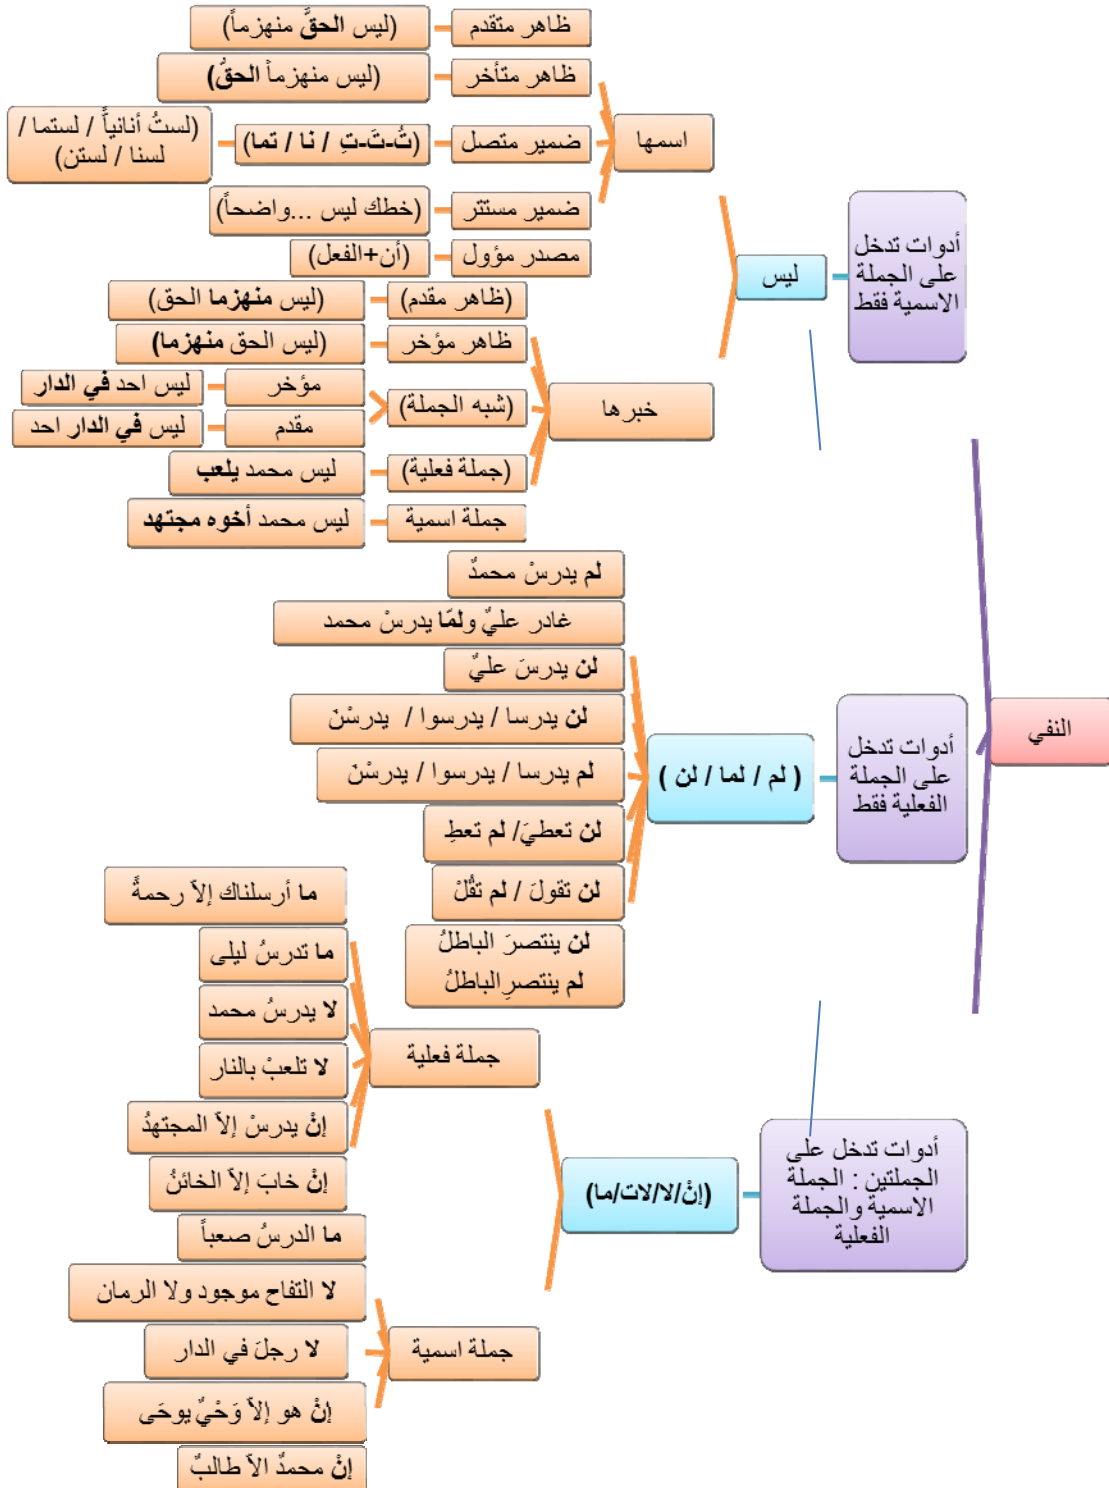 النفي
أدوات تدخل
على الجملة
الاسمية فقط
ليس
اسمها
ظاهر متقدم
(ليس الحقَّ منهزماً)
ظاهر متأخر
(ليس منهزماً الحقُ)
ضمير متصل
(تُ-تَ-تِ / نَا / تما)
(لستُ أنانياً / لستما /
لسنا / لستن)
ضمير مستتر
(خطك ليس ...واضحاً)
مصدر مؤول
(أن+الفعل)
خبرها
(ظاهر مقدم)
(ليس منهزما الحق)
ظاهر مؤخر
(ليس الحق منهزما)
(شبه الجملة)
مؤخر
ليس احد في الدار
مقدم
ليس في الدار احد
(جملة فعلية)
ليس محمد يلعب
جملة اسمية
ليس محمد أخوه مجتهد
أدوات تدخل
على الجملة
الفعلية فقط
( لم / لما / لن )
لم يدرسْ محمدٌ
غادر عليٌ ولمّا يدرسْ محمد
لن يدرسَ عليٌ
لن يدرسا / يدرسوا / يدرسْنَ
لم يدرسا / يدرسوا / يدرسْنَ
لن تعطيَ/ لم تعطِ
لن تقولَ / لم تقُلْ
لن ينتصرَ الباطلُ
لم ينتصرِالباطلُ
أدوات تدخل على
الجملتين : الجملة
الاسمية والجملة
الفعلية
(إنْ/لا/لات/ما)
جملة فعلية
ما أرسلناك إلاّ رحمةً
ما تدرسُ ليلى
لا يدرسُ محمد
لا تلعبْ بالنار
إنْ يدرسْ إلاّ المجتهدُ
إنْ خابَ إلاّ الخائنُ
جملة اسمية
ما الدرسُ صعباً
لا التفاح موجود ولا الرمان
لا رجلَ في الدار
إنْ هو إلاّ وَحْيٌ يوحَى
إنْ محمدٌ الاّ طالبٌ